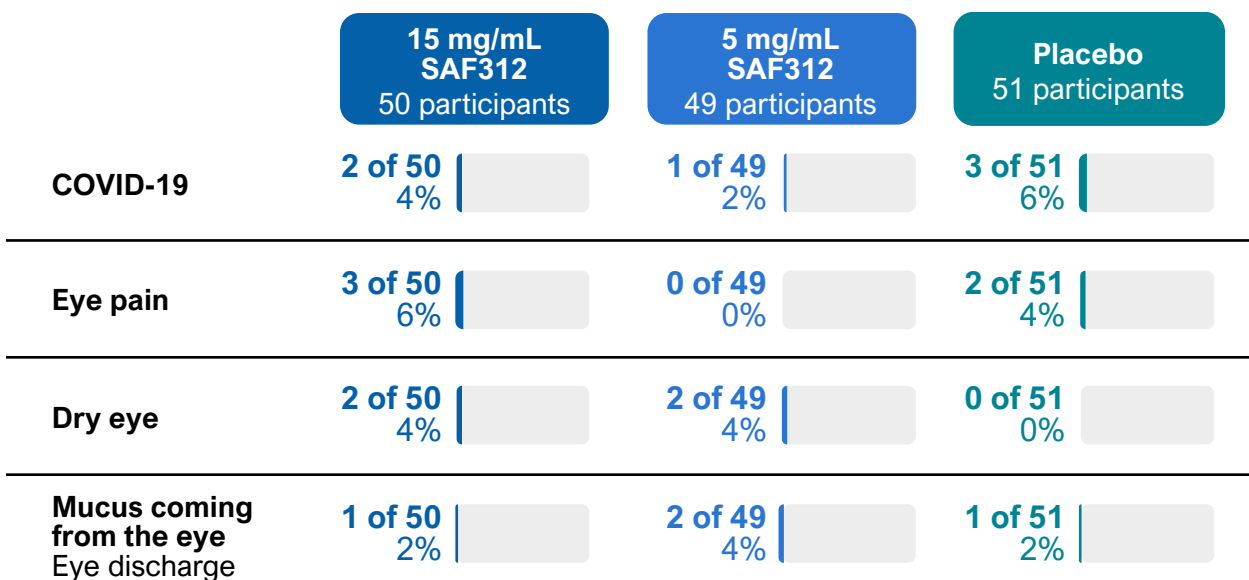 15 mg/mL
SAF312
50 participants
5 mg/mL
SAF312
49 participants
Placebo
51 participants
COVID-19
2 of 50
4%
1 of 49
2%
3 of 51
6%
Eye pain
3 of 50
6%
0 of 49
0%
2 of 51
4%
Dry eye
2 of 50
4%
2 of 49
4%
0 of 51
0%
Mucus coming
from the eye
Eye discharge
1 of 50
2%
2 of 49
4%
1 of 51
2%